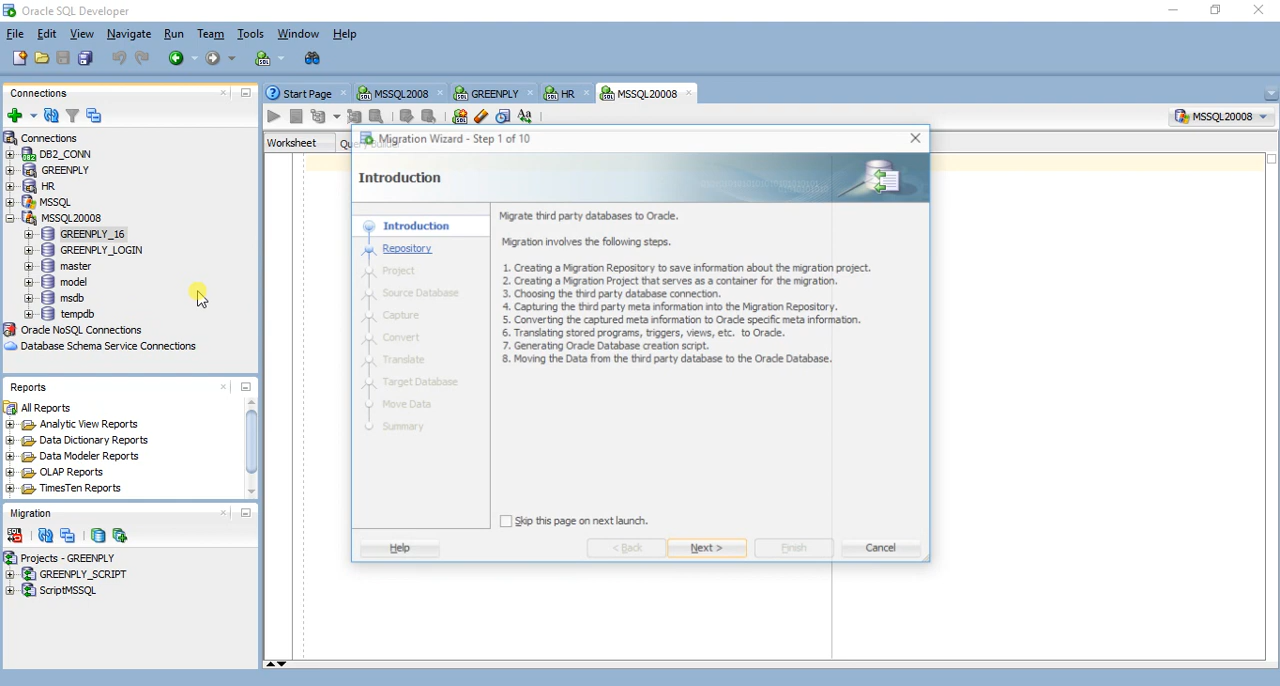 Oracle SQL Developer
File Edit View Navigate Run Team Tools Window Help
Connections
Connections
DB2_CONN
GREENPLY
HR
MSSQL
MSSQL20008
GREENPLY_16
GREENPLY_LOGIN
master
model
msdb
tempdb
Oracle NoSQL Connections
Database Schema Service Connections
Reports
All Reports
Analytic View Reports
Data Dictionary Reports
Data Modeler Reports
OLAP Reports
TimesTen Reports
Migration
Projects - GREENPLY
GREENPLY_SCRIPT
ScriptMSSQL
Start Page MSSQL2008 GREENPLY HR MSSQL20008
MSSQL20008
Worksheet
Migration Wizard - Step 1 of 10
Introduction
Introduction
Repository
Project
Source Database
Capture
Convert
Translate
Target Database
Move Data
Summary
Migrate third party databases to Oracle.
Migration involves the following steps.
1. Creating a Migration Repository to save information about the migration project.
2. Creating a Migration Project that serves as a container for the migration.
3. Choosing the third party database connection.
4. Capturing the third party meta information into the Migration Repository.
5. Converting the captured meta information to Oracle specific meta information.
6. Translating stored programs, triggers, views, etc. to Oracle.
7. Generating Oracle Database creation script.
8. Moving the Data from the third party database to the Oracle Database.
Skip this page on next launch.
Help < Back Next > Finish Cancel